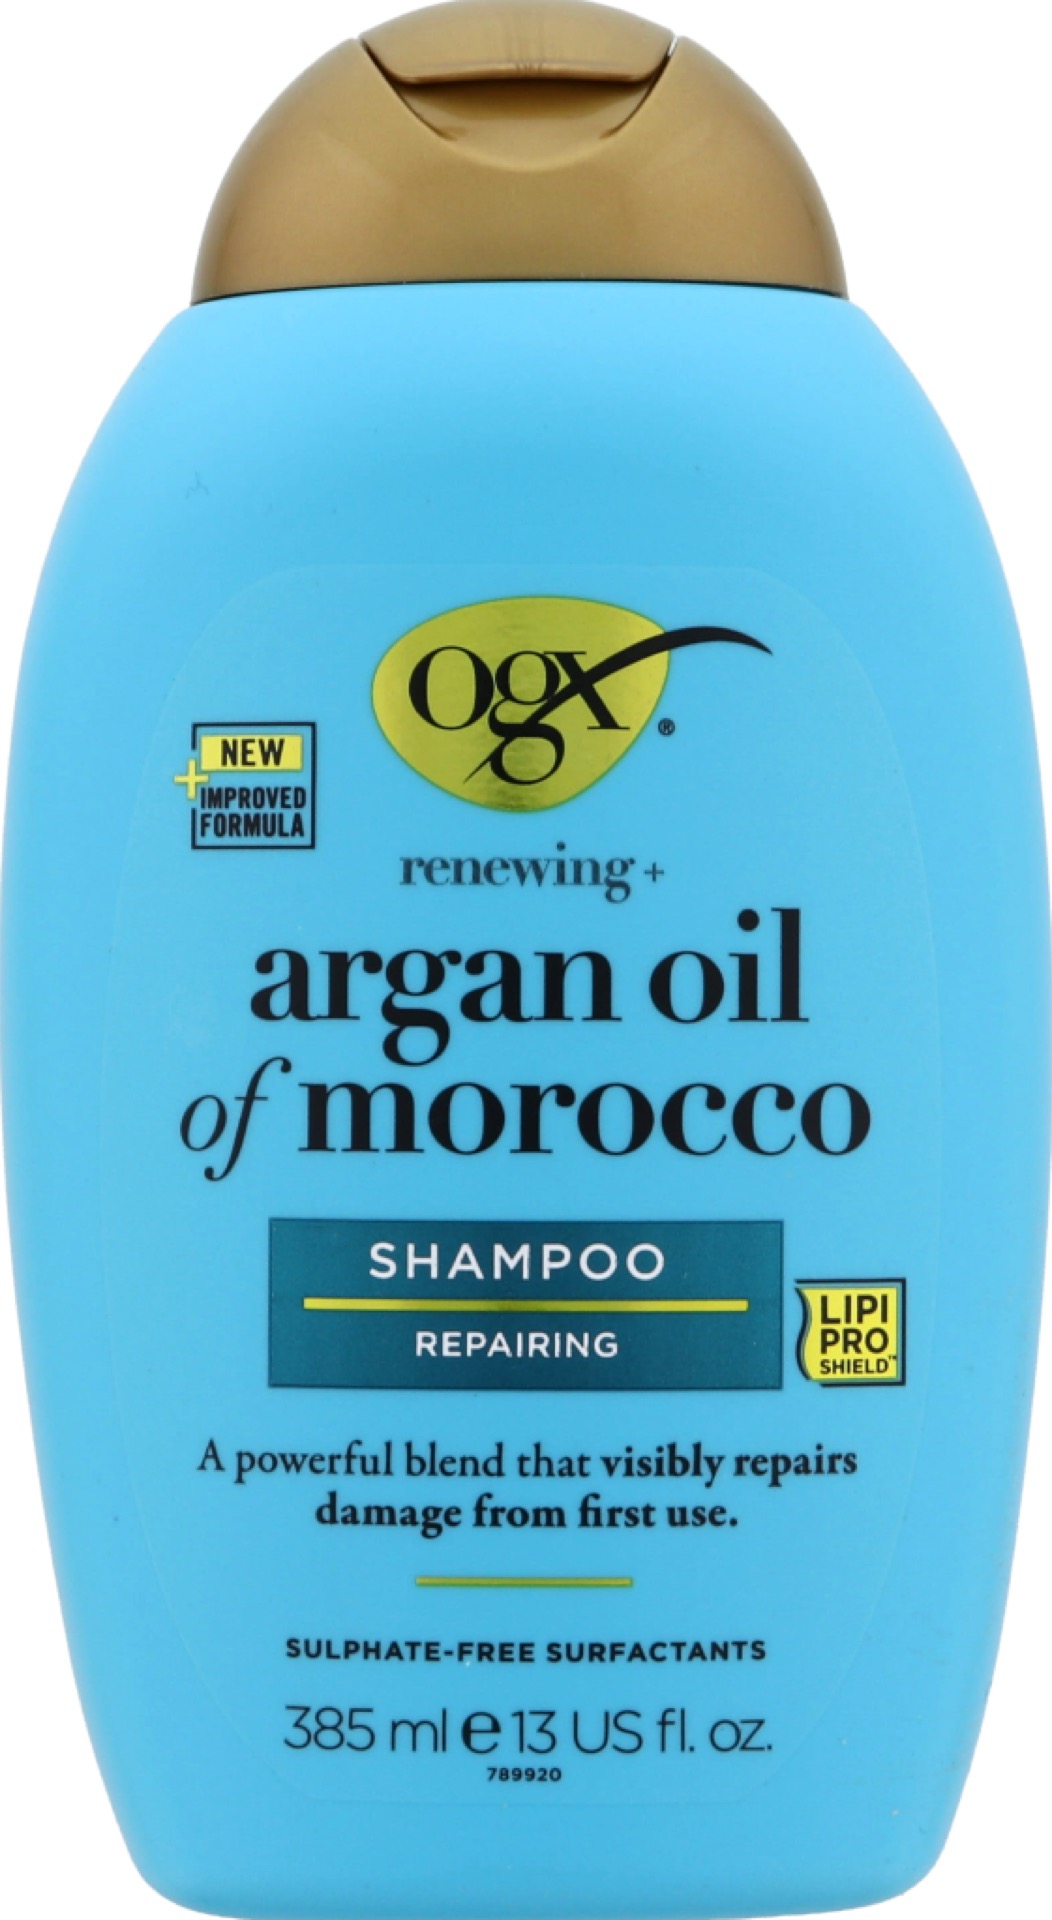 ogx®
NEW
+
IMPROVED
FORMULA
renewing +
argan oil
of morocco
SHAMPOO
REPAIRING
LIPI
PRO
SHIELD™
A powerful blend that visibly repairs
damage from first use.
SULPHATE-FREE SURFACTANTS
385 ml e 13 US fl. oz.
789920